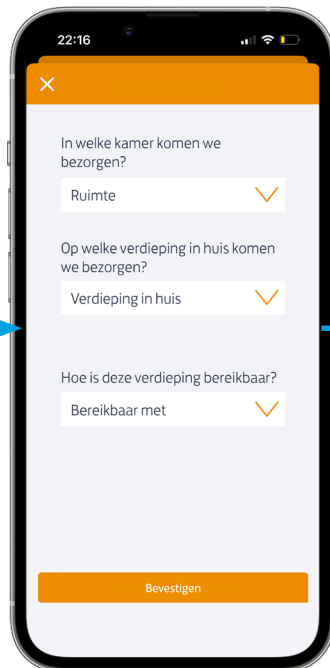 22:16
In welke kamer komen we
bezorgen?
Ruimte
Op welke verdieping in huis komen
we bezorgen?
Verdieping in huis
Hoe is deze verdieping bereikbaar?
Bereikbaar met
Bevestigen